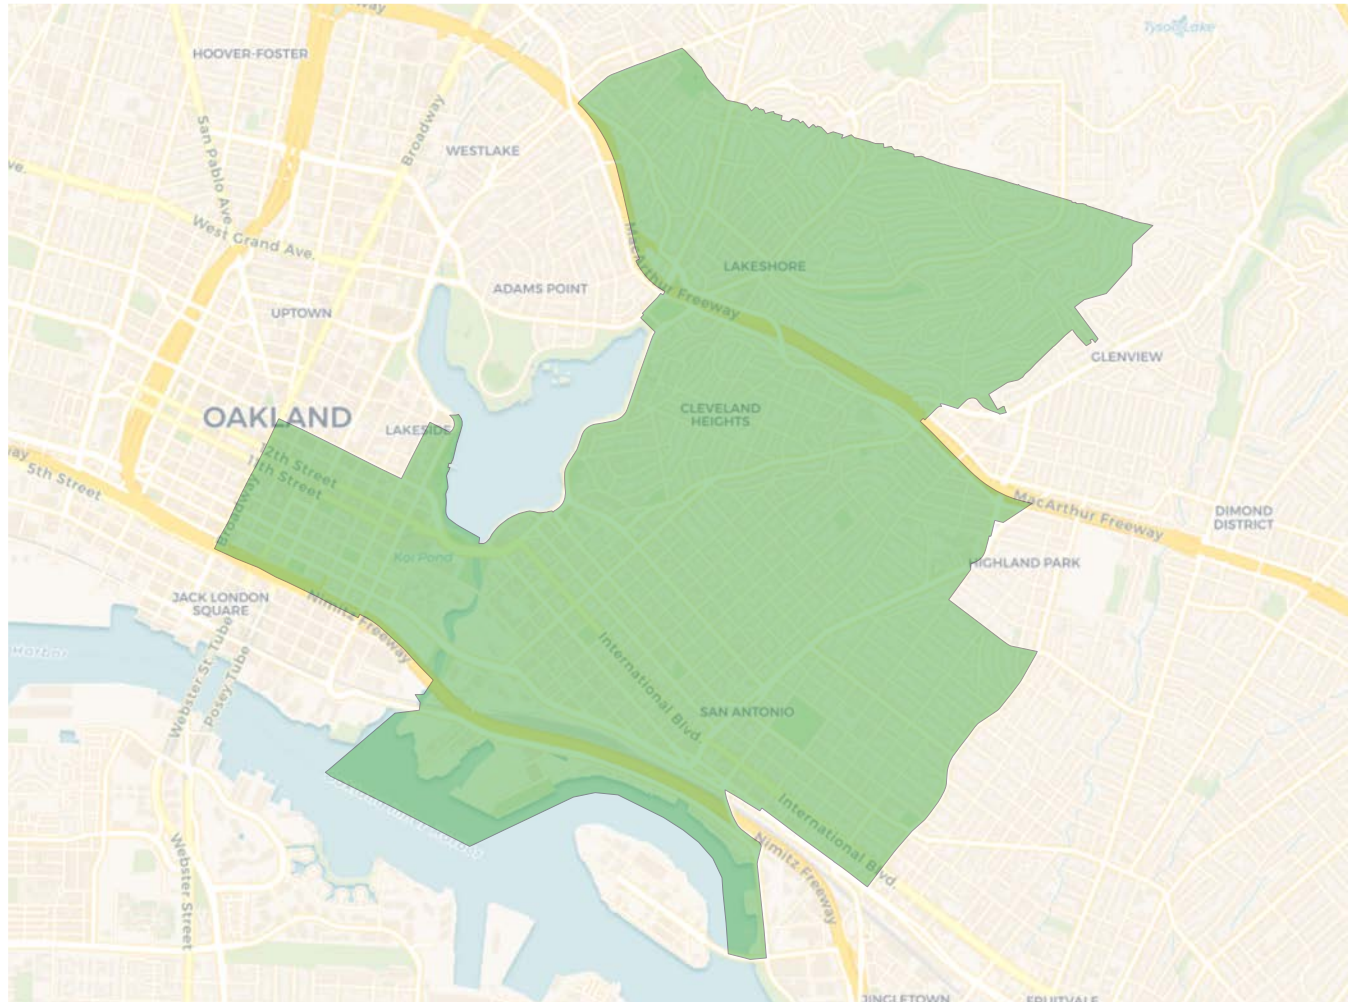 Tyson Lake
HOOVER-FOSTER
San Pablo Ave.
Broadway
WESTLAKE
West Grand Ave.
MacArthur Freeway
LAKESHORE
ADAMS POINT
UPTOWN
GLENVIEW
OAKLAND
LAKESIDE
CLEVELAND
HEIGHTS
12th Street
11th Street
5th Street
Broadway
MacArthur Freeway
DIMOND
DISTRICT
Koi Pond
HIGHLAND PARK
JACK LONDON
SQUARE
Nimitz Freeway
Webster St. Tube
Posey Tube
International Blvd.
SAN ANTONIO
International Blvd.
Nimitz Freeway
Webster Street
JINGLETOWN
FRUITVALE